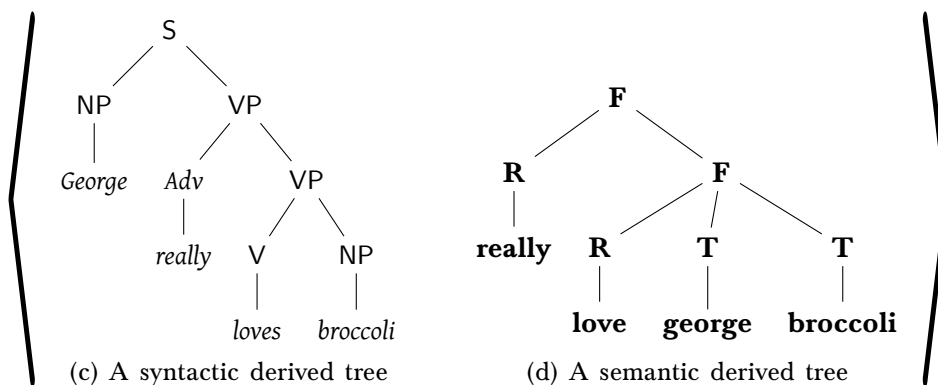 S
F
NP VP
R F
George Adv VP
really R T T
really V NP
love george broccoli
loves broccoli
(c) A syntactic derived tree (d) A semantic derived tree